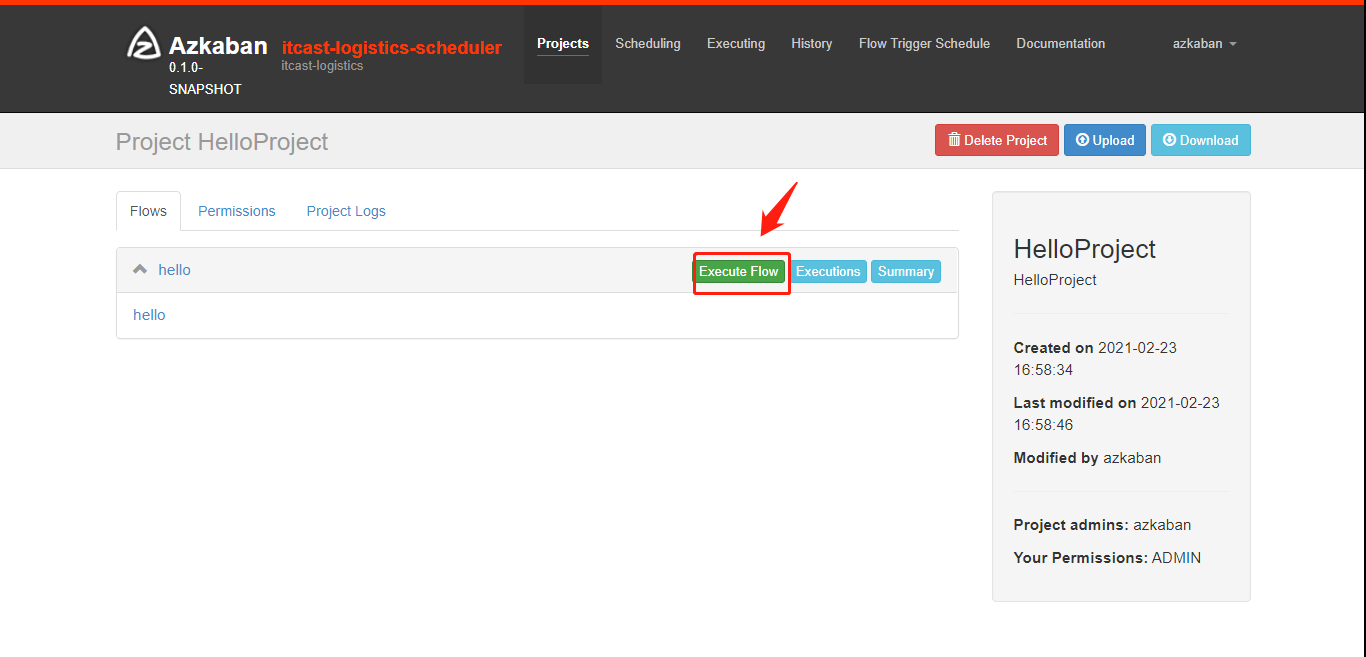 Azkaban
0.1.0-
SNAPSHOT
itcast-logistics-scheduler
itcast-logistics
Projects
Scheduling
Executing
History
Flow Trigger Schedule
Documentation
azkaban
Project HelloProject
Delete Project
Upload
Download
Flows
Permissions
Project Logs
hello
Execute Flow
Executions
Summary
hello
HelloProject
HelloProject
Created on 2021-02-23
16:58:34
Last modified on 2021-02-23
16:58:46
Modified by azkaban
Project admins: azkaban
Your Permissions: ADMIN